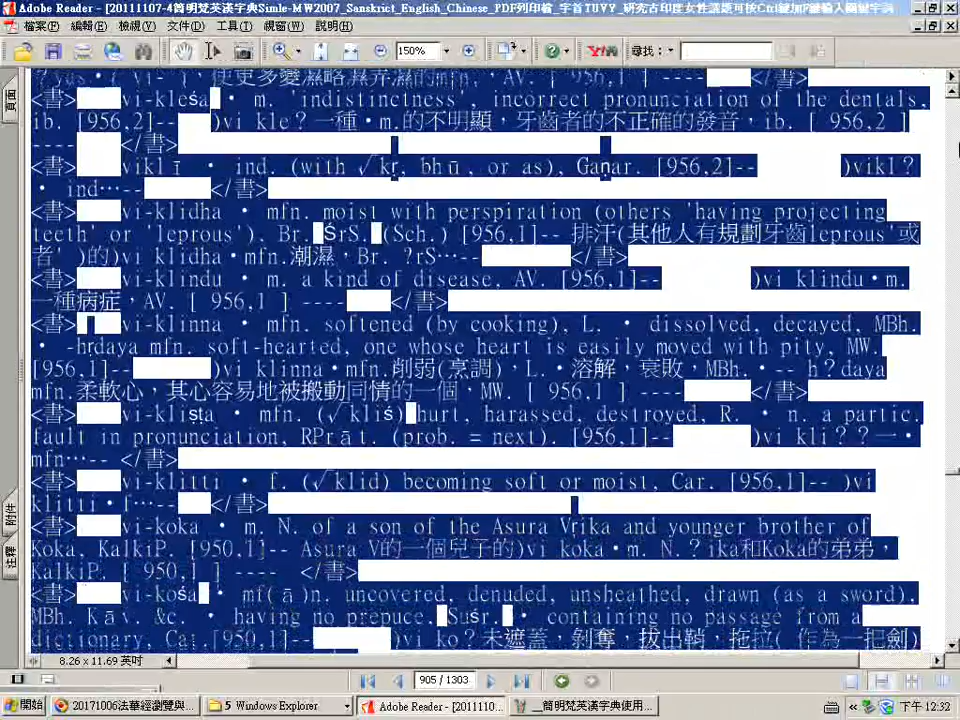 Adobe Reader - [20111107-4簡明梵英漢字典Simle-MW2007_Sanskrit_English_Chinese_PDF列印檔_字首TUVY_研究古印度女性議題可按Ctrl鍵加F鍵輸入關鍵字詞
檔案(F) 編輯(E) 檢視(V) 文件(D) 工具(T) 視窗(W) 說明(H)
150% 尋找：
頁面
<書> vi-kleśa • m. 'indistinctness', incorrect pronunciation of the dentals,
ib. [956,2]-- )vi kle？一種•m.的不明顯，牙齒者的不正確的發音，ib. [ 956,2 ]
---- </書>
<書> viklī • ind. (with √kṛ, bhū, or as), Gaṇar. [956,2]-- )vikl？
• ind…-- </書>
<書> vi-klidha • mfn. moist with perspiration (others 'having projecting
teeth' or 'leprous'). Br. ŚrS. (Sch.) [956,1]-- 排汗(其他人有規劃牙齒leprous'或
者' )的)vi klidha•mfn.潮濕，Br. ?rS…-- </書>
<書> vi-klindu • m. a kind of disease, AV. [956,1]-- )vi klindu•m.
一種病症，AV. [ 956,1 ] ---- </書>
<書> vi-klinna • mfn. softened (by cooking), L. • dissolved, decayed, MBh.
• -hṛdaya mfn. soft-hearted, one whose heart is easily moved with pity, MW.
[956,1]-- )vi klinna•mfn.削弱(烹調)，L.•溶解，衰敗，MBh.•-- h？daya
mfn.柔軟心，其心容易地被搬動同情的一個，MW. [ 956,1 ] ---- </書>
<書> vi-kliṣṭa • mfn. (√kliś) hurt, harassed, destroyed, R. • n. a partic.
fault in pronunciation, RPrāt. (prob. = next). [956,1]-- )vi kli？？一•
mfn…-- </書>
<書> vi-klitti • f. (√klid) becoming soft or moist, Car. [956,1]-- )vi
klitti•f…-- </書>
<書> vi-koka • m. N. of a son of the Asura Vrika and younger brother of
Koka, KalkiP. [950,1]-- Asura V的一個兒子的)vi koka•m. N.？ika和Koka的弟弟，
KalkiP. [ 950,1 ] ---- </書>
<書> vi-kośa • mf(ā)n. uncovered, denuded, unsheathed, drawn (as a sword),
MBh. Kāv. &c. • having no prepuce, Suśr. • containing no passage from a
dictionary, Car.[950,1]-- )vi ko？未遮蓋，剝奪，拔出鞘，拖拉( 作為一把劍)
附件
注釋
8.26 x 11.69 英吋
905 / 1303
開始 20171006法華經瀏覽與... 5 Windows Explorer Adobe Reader - [20111... __簡明梵英漢字典使用... 下午 12:32